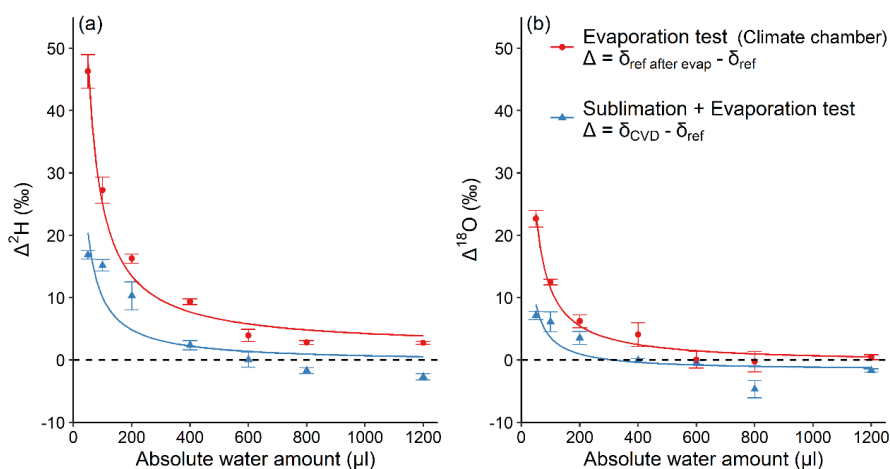 (a)
50
40
30
20
10
0
-10
Δ²H (‰)
0 200 400 600 800 1000 1200
Absolute water amount (µl)
(b)
Evaporation test (Climate chamber)
Δ = δref after evap - δref
Sublimation + Evaporation test
Δ = δCVD - δref
50
40
30
20
10
0
-10
Δ¹⁸O (‰)
0 200 400 600 800 1000 1200
Absolute water amount (µl)